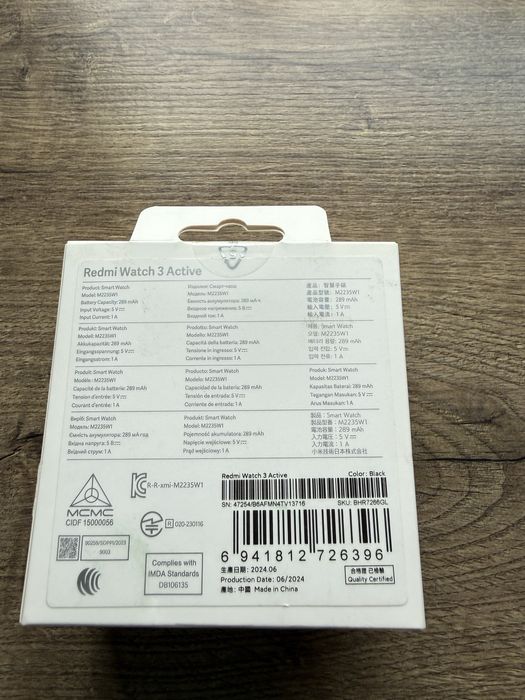 Redmi Watch 3 Active
Product: Smart Watch
Model: M2235W1
Battery Capacity: 289 mAh
Input Voltage: 5 V⎓
Input Current: 1 A
Изделие: Смарт-часы
Модель: M2235W1
Емкость аккумулятора: 289 мА·ч
Входное напряжение: 5 В⎓
Входной ток: 1 А
產品：智慧手錶
產品型號：M2235W1
電池容量：289 mAh
輸入電壓：5 V⎓
輸入電流：1 A
Produkt: Smart Watch
Modell: M2235W1
Akkukapazität: 289 mAh
Eingangsspannung: 5 V⎓
Eingangsstrom: 1 A
Prodotto: Smart Watch
Modello: M2235W1
Capacità della batteria: 289 mAh
Tensione in ingresso: 5 V⎓
Corrente in ingresso: 1 A
제품: Smart Watch
모델: M2235W1
배터리 용량: 289 mAh
입력 전압: 5 V⎓
입력 전류: 1 A
Produit: Smart Watch
Modèle: M2235W1
Capacité de la batterie: 289 mAh
Tension d'entrée: 5 V⎓
Courant d'entrée: 1 A
Producto: Smart Watch
Modelo: M2235W1
Capacidad de la batería: 289 mAh
Tensión de entrada: 5 V⎓
Corriente de entrada: 1 A
Produk: Smart Watch
Model: M2235W1
Kapasitas Baterai: 289 mAh
Tegangan Masukan: 5 V⎓
Arus Masukan: 1 A
Виріб: Smart Watch
Модель: M2235W1
Ємність акумулятора: 289 мА·год
Вхідна напруга: 5 В⎓
Вхідний струм: 1 А
Produkt: Smart Watch
Model: M2235W1
Pojemność akumulatora: 289 mAh
Napięcie wejściowe: 5 V⎓
Prąd wejściowy: 1 A
製品：Smart Watch
製品型番：M2235W1
電池容量：289 mAh
入力電圧：5 V⎓
入力電流：1 A
小米技術日本株式会社
MCMC
CIDF 15000056
R-R-xmi-M2235W1
R 020-230116
90259/SDPPI/2023
9003
Complies with
IMDA Standards
DB106135
Redmi Watch 3 Active
Color: Black
SN: 47254/B6AFMN4TV13716
SKU: BHR7266GL
6 941812 726396
生產日期: 2024.06
Production Date: 06/2024
產地: 中國 Made in China
合格證 已檢驗
Quality Certified